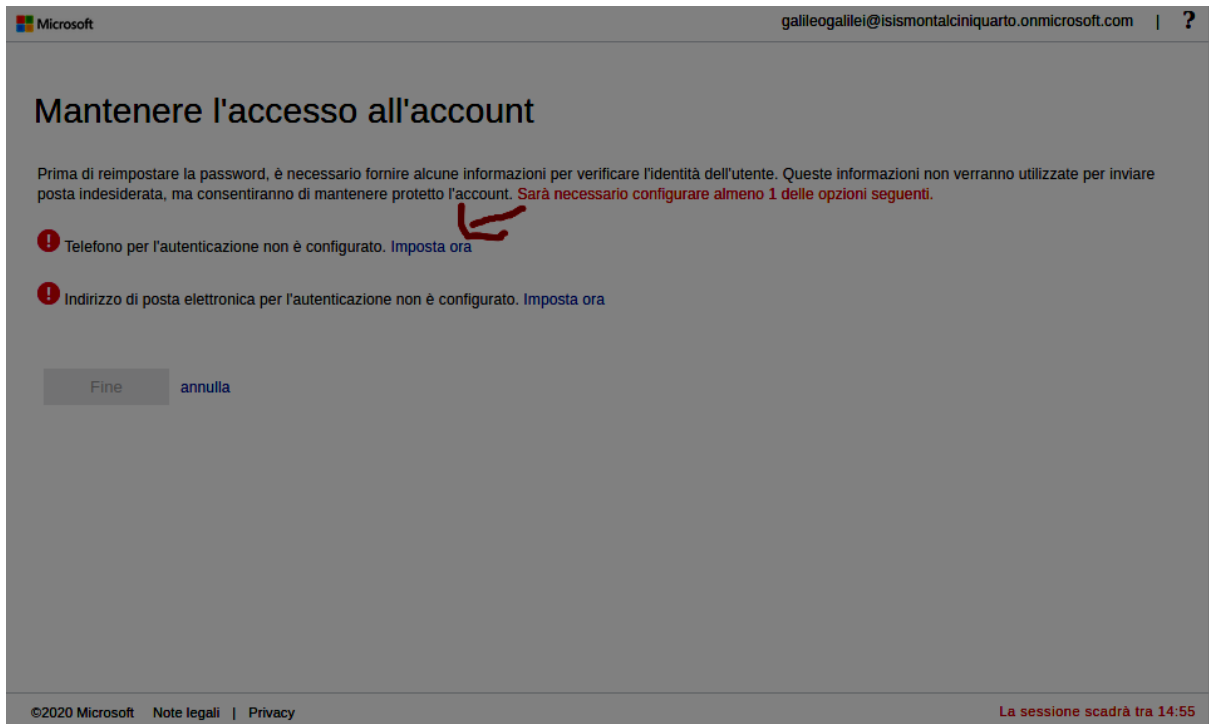 Microsoft
galileogalilei@isismontalciniquarto.onmicrosoft.com | ?
Mantenere l'accesso all'account
Prima di reimpostare la password, è necessario fornire alcune informazioni per verificare l'identità dell'utente. Queste informazioni non verranno utilizzate per inviare
posta indesiderata, ma consentiranno di mantenere protetto l'account. Sarà necessario configurare almeno 1 delle opzioni seguenti.
! Telefono per l'autenticazione non è configurato. Imposta ora
! Indirizzo di posta elettronica per l'autenticazione non è configurato. Imposta ora
Fine annulla
©2020 Microsoft Note legali | Privacy
La sessione scadrà tra 14:55